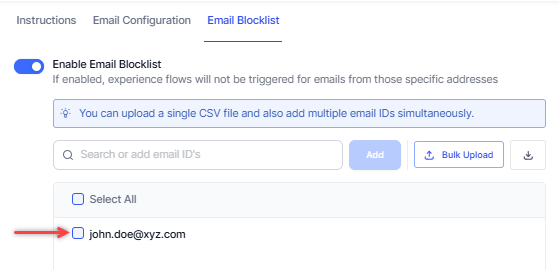 Instructions Email Configuration Email Blocklist
Enable Email Blocklist
If enabled, experience flows will not be triggered for emails from those specific addresses
You can upload a single CSV file and also add multiple email IDs simultaneously.
Search or add email ID's Add Bulk Upload
Select All
john.doe@xyz.com